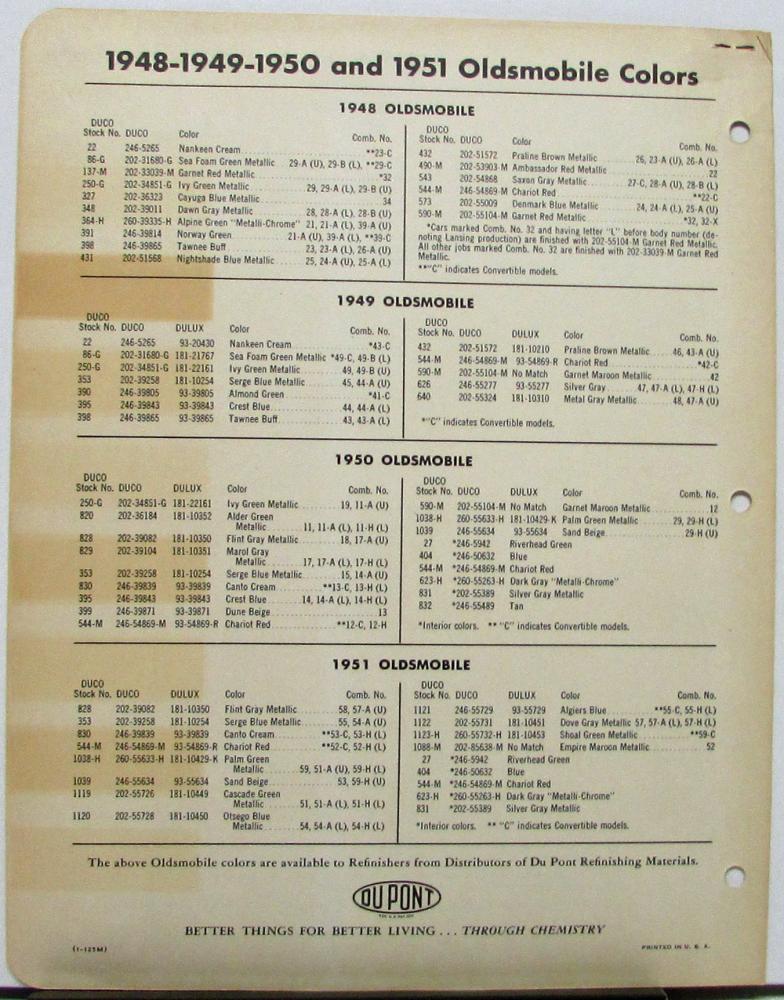 1948-1949-1950 and 1951 Oldsmobile Colors
1948 OLDSMOBILE
DUCO
Stock No. DUCO Color Comb. No.
22 246-5265 Nankeen Cream **23-C
86-G 202-31680-G Sea Foam Green Metallic 29-A (U), 29-B (L), **29-C
137-M 202-33039-M Garnet Red Metallic *32
250-G 202-34851-G Ivy Green Metallic 29, 29-A (L), 29-B (U)
327 202-36323 Cayuga Blue Metallic 34
348 202-39011 Dawn Gray Metallic 28, 28-A (L), 28-B (U)
364-H 260-39335-H Alpine Green "Metalli-Chrome" 21, 21-A (L), 39-A (U)
391 246-39814 Norway Green 21-A (U), 39-A (L), **39-C
398 246-39865 Tawnee Buff 23, 23-A (L), 26-A (U)
431 202-51568 Nightshade Blue Metallic 25, 24-A (U), 25-A (L)
DUCO
Stock No. DUCO Color Comb. No.
432 202-51572 Praline Brown Metallic 26, 23-A (U), 26-A (L)
490-M 202-53903-M Ambassador Red Metallic 22
543 202-54868 Saxon Gray Metallic 27-C, 28-A (U), 28-B (L)
544-M 246-54869-M Chariot Red **22-C
573 202-55009 Denmark Blue Metallic 24, 24-A (L), 25-A (U)
590-M 202-55104-M Garnet Red Metallic *32, 32-X
*Cars marked Comb. No. 32 and having letter "L" before body number (de-
noting Lansing production) are finished with 202-55104-M Garnet Red Metallic.
All other jobs marked Comb. No. 32 are finished with 202-33039-M Garnet Red
Metallic.
**"C" indicates Convertible models.
1949 OLDSMOBILE
DUCO
Stock No. DUCO DULUX Color Comb. No.
22 246-5265 93-20430 Nankeen Cream *43-C
86-G 202-31680-G 181-21767 Sea Foam Green Metallic *49-C, 49-B (L)
250-G 202-34851-G 181-22161 Ivy Green Metallic 49, 49-B (U)
353 202-39258 181-10254 Serge Blue Metallic 45, 44-A (U)
390 246-39805 93-39805 Almond Green *41-C
395 246-39843 93-39843 Crest Blue 44, 44-A (L)
398 246-39865 93-39865 Tawnee Buff 43, 43-A (L)
DUCO
Stock No. DUCO DULUX Color Comb. No.
432 202-51572 181-10210 Praline Brown Metallic 46, 43-A (U)
544-M 246-54869-M 93-54869-R Chariot Red *42-C
590-M 202-55104-M No Match Garnet Maroon Metallic 42
626 246-55277 93-55277 Silver Gray 47, 47-A (L), 47-H (L)
640 202-55324 181-10310 Metal Gray Metallic 48, 47-A (U)
*"C" indicates Convertible models.
1950 OLDSMOBILE
DUCO
Stock No. DUCO DULUX Color Comb. No.
250-G 202-34851-G 181-22161 Ivy Green Metallic 19, 11-A (U)
820 202-36184 181-10352 Alder Green
Metallic 11, 11-A (L), 11-H (L)
828 202-39082 181-10350 Flint Gray Metallic 18, 17-A (U)
829 202-39104 181-10351 Marol Gray
Metallic 17, 17-A (L), 17-H (L)
353 202-39258 181-10254 Serge Blue Metallic 15, 14-A (U)
830 246-39839 93-39839 Canto Cream **13-C, 13-H (L)
395 246-39843 93-39843 Crest Blue 14, 14-A (L), 14-H (L)
399 246-39871 93-39871 Dune Beige 13
544-M 246-54869-M 93-54869-R Chariot Red **12-C, 12-H
DUCO
Stock No. DUCO DULUX Color Comb. No.
590-M 202-55104-M No Match Garnet Maroon Metallic 12
1038-H 260-55633-H 181-10429-K Palm Green Metallic 29, 29-H (L)
1039 246-55634 93-55634 Sand Beige 29-H (U)
27 *246-5942 Riverhead Green
404 *246-50632 Blue
544-M *246-54869-M Chariot Red
623-H *260-55263-H Dark Gray "Metalli-Chrome"
831 *202-55389 Silver Gray Metallic
832 *246-55489 Tan
*Interior colors. ** "C" indicates Convertible models.
1951 OLDSMOBILE
DUCO
Stock No. DUCO DULUX Color Comb. No.
828 202-39082 181-10350 Flint Gray Metallic 58, 57-A (U)
353 202-39258 181-10254 Serge Blue Metallic 55, 54-A (U)
830 246-39839 93-39839 Canto Cream **53-C, 53-H (L)
544-M 246-54869-M 93-54869-R Chariot Red **52-C, 52-H (L)
1038-H 260-55633-H 181-10429-K Palm Green
Metallic 59, 51-A (U), 59-H (L)
1039 246-55634 93-55634 Sand Beige 53, 59-H (U)
1119 202-55726 181-10449 Cascade Green
Metallic 51, 51-A (L), 51-H (L)
1120 202-55728 181-10450 Otsego Blue
Metallic 54, 54-A (L), 54-H (L)
DUCO
Stock No. DUCO DULUX Color Comb. No.
1121 246-55729 93-55729 Algiers Blue **55-C, 55-H (L)
1122 202-55731 181-10451 Dove Gray Metallic 57, 57-A (L), 57-H (L)
1123-H 260-55732-H 181-10453 Shoal Green Metallic **59-C
1088-M 202-85638-M No Match Empire Maroon Metallic 52
27 *246-5942 Riverhead Green
404 *246-50632 Blue
544-M *246-54869-M Chariot Red
623-H *260-55263-H Dark Gray "Metalli-Chrome"
831 *202-55389 Silver Gray Metallic
*Interior colors. ** "C" indicates Convertible models.
The above Oldsmobile colors are available to Refinishers from Distributors of Du Pont Refinishing Materials.
DU PONT
BETTER THINGS FOR BETTER LIVING . . . THROUGH CHEMISTRY
(1-125M)
PRINTED IN U. S. A.